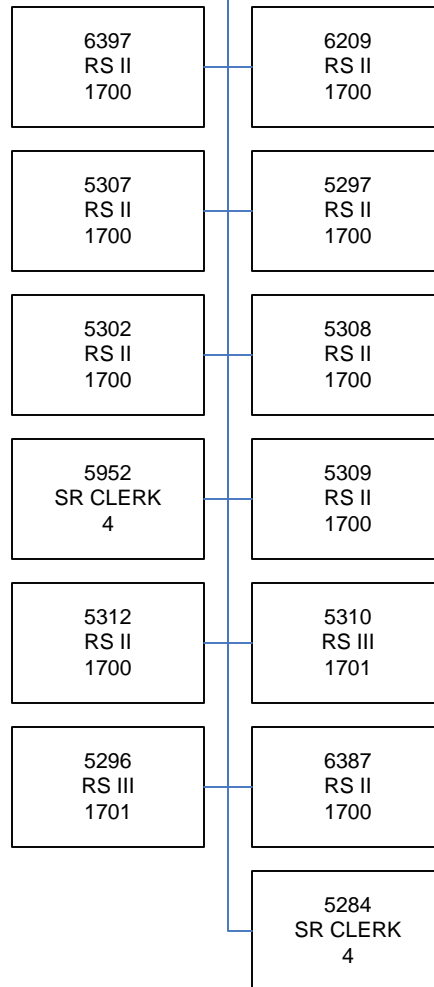 6397
RS II
1700
6209
RS II
1700
5307
RS II
1700
5297
RS II
1700
5302
RS II
1700
5308
RS II
1700
5952
SR CLERK
4
5309
RS II
1700
5312
RS II
1700
5310
RS III
1701
5296
RS III
1701
6387
RS II
1700
5284
SR CLERK
4